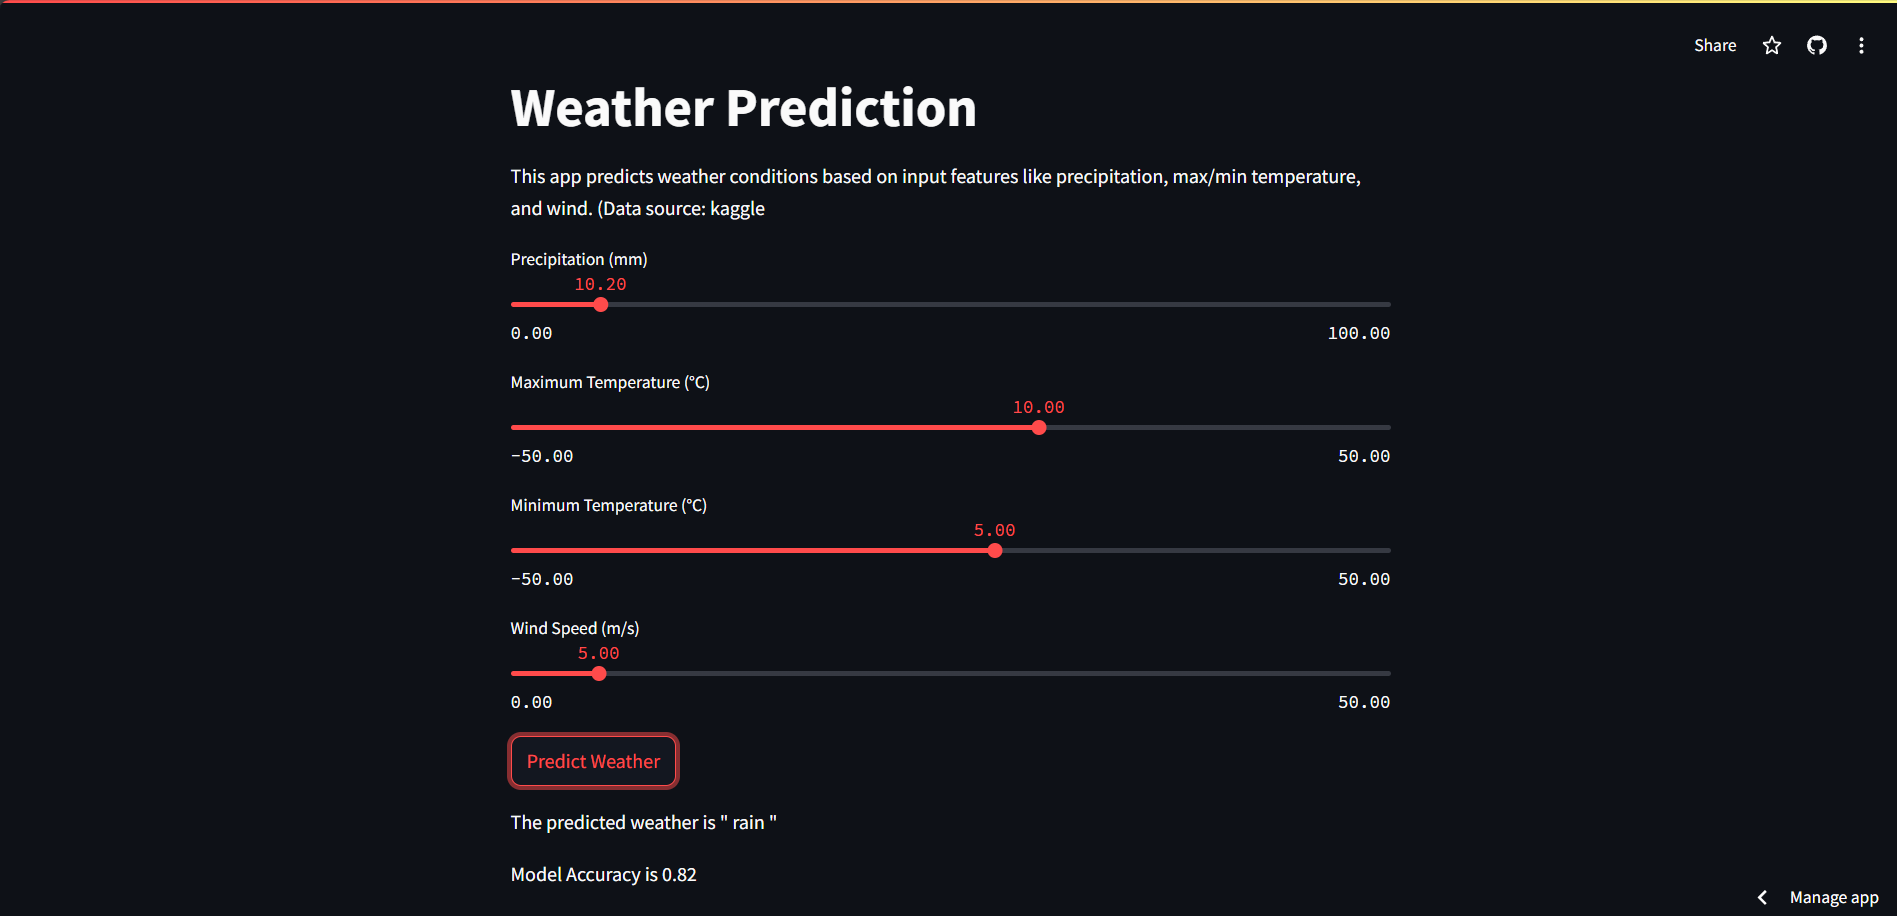 Share
Weather Prediction
This app predicts weather conditions based on input features like precipitation, max/min temperature,
and wind. (Data source: kaggle
Precipitation (mm)
10.20
0.00 100.00
Maximum Temperature (°C)
10.00
-50.00 50.00
Minimum Temperature (°C)
5.00
-50.00 50.00
Wind Speed (m/s)
5.00
0.00 50.00
Predict Weather
The predicted weather is " rain "
Model Accuracy is 0.82
Manage app